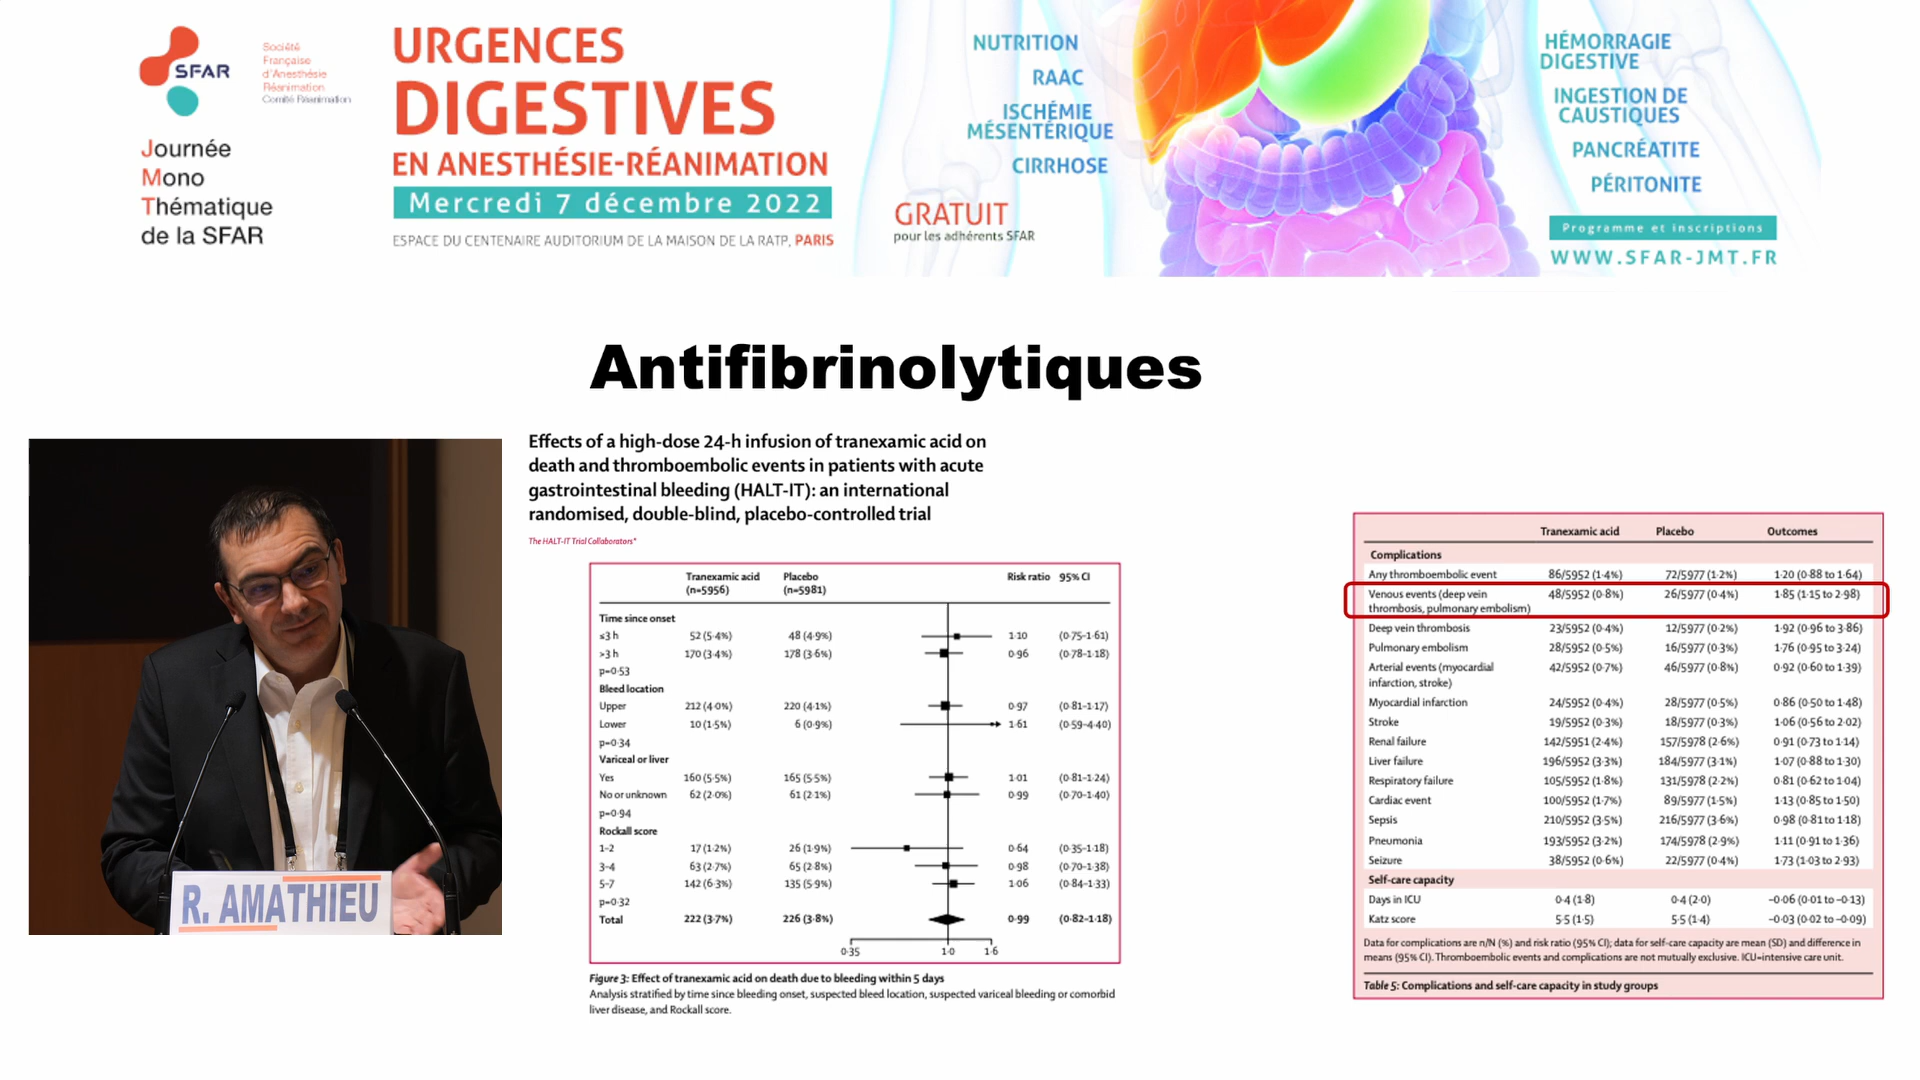 SFAR
Société
Française
d'Anesthésie
Réanimation
Comité Réanimation
Journée
Mono
Thématique
de la SFAR
URGENCES
DIGESTIVES
EN ANESTHÉSIE-RÉANIMATION
Mercredi 7 décembre 2022
ESPACE DU CENTENAIRE AUDITORIUM DE LA MAISON DE LA RATP, PARIS
NUTRITION
RAAC
ISCHÉMIE
MÉSENTÉRIQUE
CIRRHOSE
GRATUIT
pour les adhérents SFAR
HÉMORRAGIE
DIGESTIVE
INGESTION DE
CAUSTIQUES
PANCRÉATITE
PÉRITONITE
Programme et inscriptions
WWW.SFAR-JMT.FR
Antifibrinolytiques
Effects of a high-dose 24-h infusion of tranexamic acid on
death and thromboembolic events in patients with acute
gastrointestinal bleeding (HALT-IT): an international
randomised, double-blind, placebo-controlled trial
The HALT-IT Trial Collaborators*
Tranexamic acid Placebo Risk ratio 95% CI
(n=5956) (n=5981)
Time since onset
≤3 h 52 (5·4%) 48 (4·9%) 1·10 (0·75–1·61)
>3 h 170 (3·4%) 178 (3·6%) 0·96 (0·78–1·18)
p=0·53
Bleed location
Upper 212 (4·0%) 220 (4·1%) 0·97 (0·81–1·17)
Lower 10 (1·5%) 6 (0·9%) 1·61 (0·59–4·40)
p=0·34
Variceal or liver
Yes 160 (5·5%) 165 (5·5%) 1·01 (0·81–1·24)
No or unknown 62 (2·0%) 61 (2·1%) 0·99 (0·70–1·40)
p=0·94
Rockall score
1–2 17 (1·2%) 26 (1·9%) 0·64 (0·35–1·18)
3–4 63 (2·7%) 65 (2·8%) 0·98 (0·70–1·38)
5–7 142 (6·3%) 135 (5·9%) 1·06 (0·84–1·33)
p=0·32
Total 222 (3·7%) 226 (3·8%) 0·99 (0·82–1·18)
0·35 1·0 1·6
Figure 3: Effect of tranexamic acid on death due to bleeding within 5 days
Analysis stratified by time since bleeding onset, suspected bleed location, suspected variceal bleeding or comorbid
liver disease, and Rockall score.
Tranexamic acid Placebo Outcomes
Complications
Any thromboembolic event 86/5952 (1·4%) 72/5977 (1·2%) 1·20 (0·88 to 1·64)
Venous events (deep vein 48/5952 (0·8%) 26/5977 (0·4%) 1·85 (1·15 to 2·98)
thrombosis, pulmonary embolism)
Deep vein thrombosis 23/5952 (0·4%) 12/5977 (0·2%) 1·92 (0·96 to 3·86)
Pulmonary embolism 28/5952 (0·5%) 16/5977 (0·3%) 1·76 (0·95 to 3·24)
Arterial events (myocardial 42/5952 (0·7%) 46/5977 (0·8%) 0·92 (0·60 to 1·39)
infarction, stroke)
Myocardial infarction 24/5952 (0·4%) 28/5977 (0·5%) 0·86 (0·50 to 1·48)
Stroke 19/5952 (0·3%) 18/5977 (0·3%) 1·06 (0·56 to 2·02)
Renal failure 142/5951 (2·4%) 157/5978 (2·6%) 0·91 (0·73 to 1·14)
Liver failure 196/5952 (3·3%) 184/5977 (3·1%) 1·07 (0·88 to 1·30)
Respiratory failure 105/5952 (1·8%) 131/5978 (2·2%) 0·81 (0·62 to 1·04)
Cardiac event 100/5952 (1·7%) 89/5977 (1·5%) 1·13 (0·85 to 1·50)
Sepsis 210/5952 (3·5%) 216/5977 (3·6%) 0·98 (0·81 to 1·18)
Pneumonia 193/5952 (3·2%) 174/5978 (2·9%) 1·11 (0·91 to 1·36)
Seizure 38/5952 (0·6%) 22/5977 (0·4%) 1·73 (1·03 to 2·93)
Self-care capacity
Days in ICU 0·4 (1·8) 0·4 (2·0) –0·06 (0·01 to –0·13)
Katz score 5·5 (1·5) 5·5 (1·4) –0·03 (0·02 to –0·09)
Data for complications are n/N (%) and risk ratio (95% CI); data for self-care capacity are mean (SD) and difference in
means (95% CI). Thromboembolic events and complications are not mutually exclusive. ICU=intensive care unit.
Table 5: Complications and self-care capacity in study groups
R. AMATHIEU